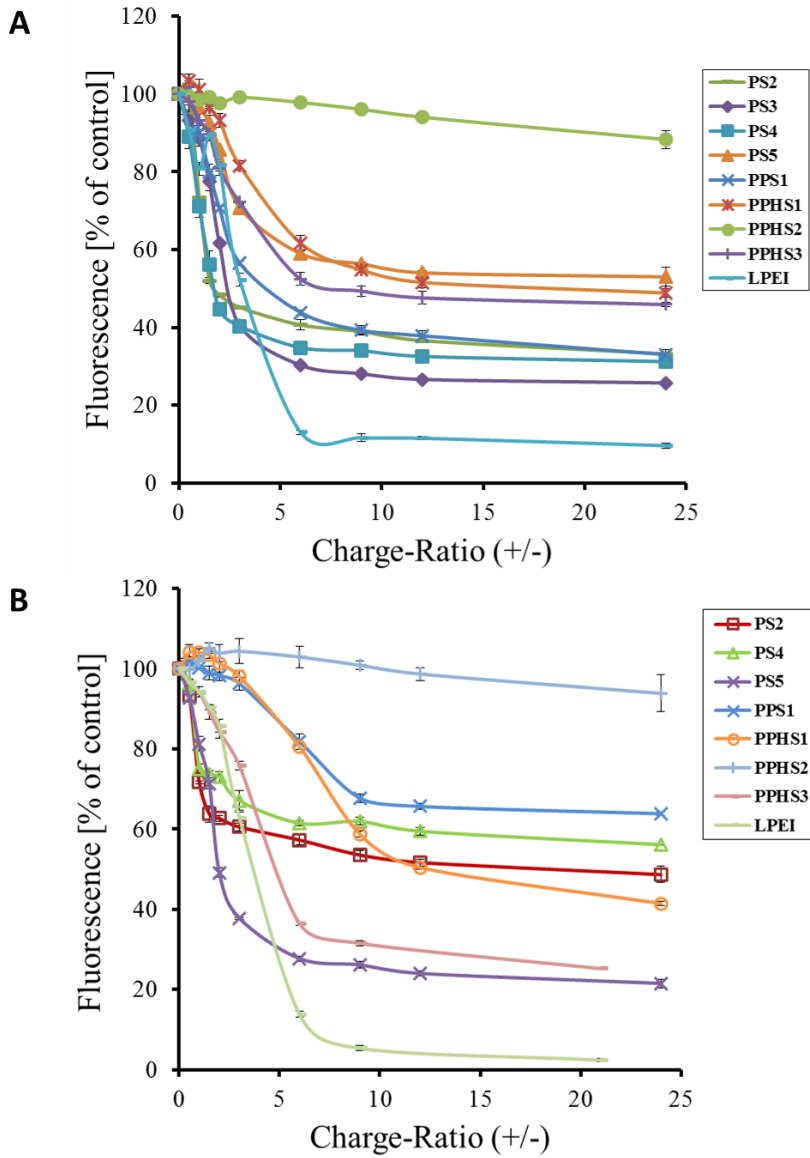 A
Fluorescence [% of control]
120
100
80
60
40
20
0
0 5 10 15 20 25
Charge-Ratio (+/-)
PS2
PS3
PS4
PS5
PPS1
PPHS1
PPHS2
PPHS3
LPEI
B
Fluorescence [% of control]
120
100
80
60
40
20
0
0 5 10 15 20 25
Charge-Ratio (+/-)
PS2
PS4
PS5
PPS1
PPHS1
PPHS2
PPHS3
LPEI